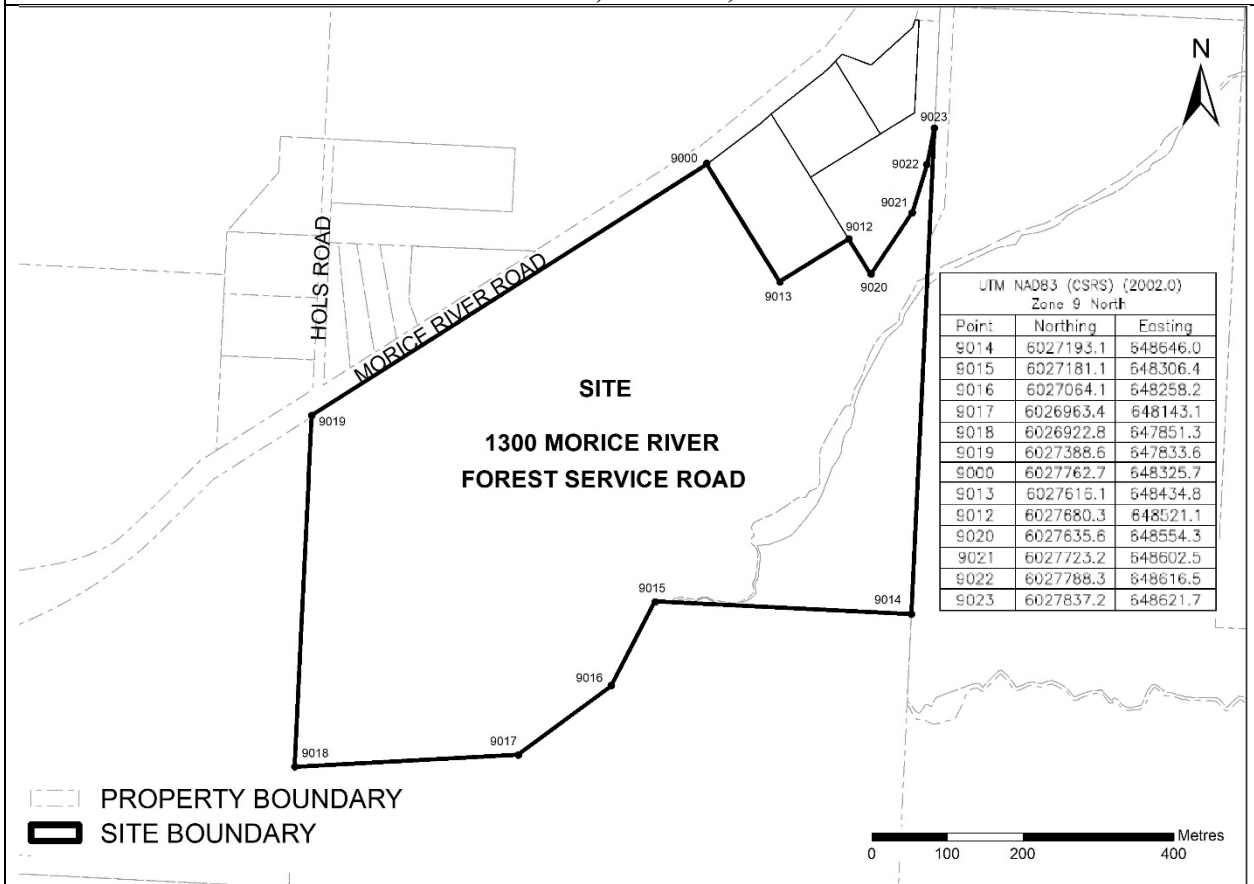 N
9023
9000
9022
9021
9012
9013
9020
HOLS ROAD
MORICE RIVER ROAD
UTM NAD83 (CSRS) (2002.0)
Zone 9 North
Point Northing Easting
9014 6027193.1 648646.0
9015 6027181.1 648306.4
9016 6027064.1 648258.2
9017 6026963.4 648143.1
9018 6026922.8 647851.3
9019 6027388.6 647833.6
9000 6027762.7 648325.7
9013 6027616.1 648434.8
9012 6027680.3 648521.1
9020 6027635.6 648554.3
9021 6027723.2 648602.5
9022 6027788.3 648616.5
9023 6027837.2 648621.7
SITE
1300 MORICE RIVER
FOREST SERVICE ROAD
9019
9015
9014
9016
9017
9018
PROPERTY BOUNDARY
SITE BOUNDARY
Metres
0 100 200 400